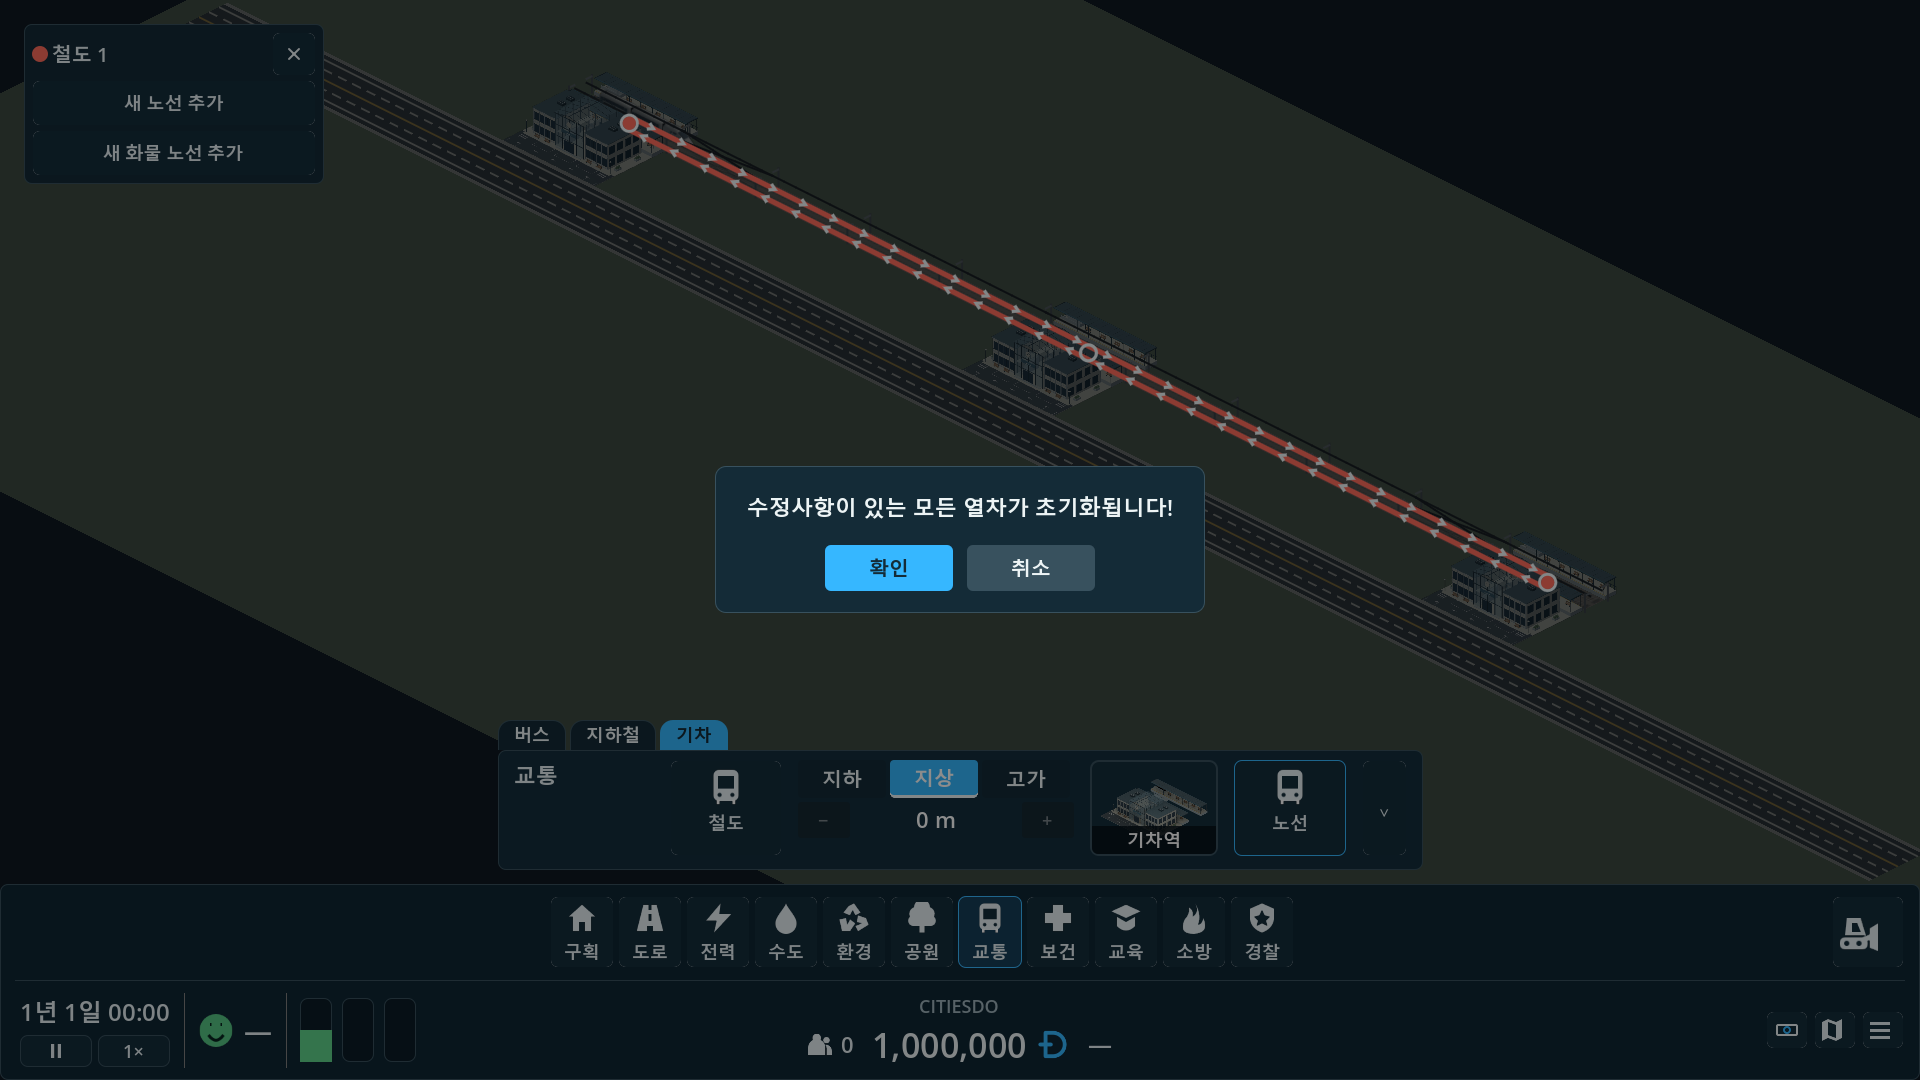 철도 1
×
새 노선 추가
새 화물 노선 추가
수정사항이 있는 모든 열차가 초기화됩니다!
확인
취소
버스
지하철
기차
교통
철도
지하
지상
고가
−
0 m
+
기차역
노선
구획
도로
전력
수도
환경
공원
교통
보건
교육
소방
경찰
1년 1일 00:00
1×
—
CITIESDO
0
1,000,000
—